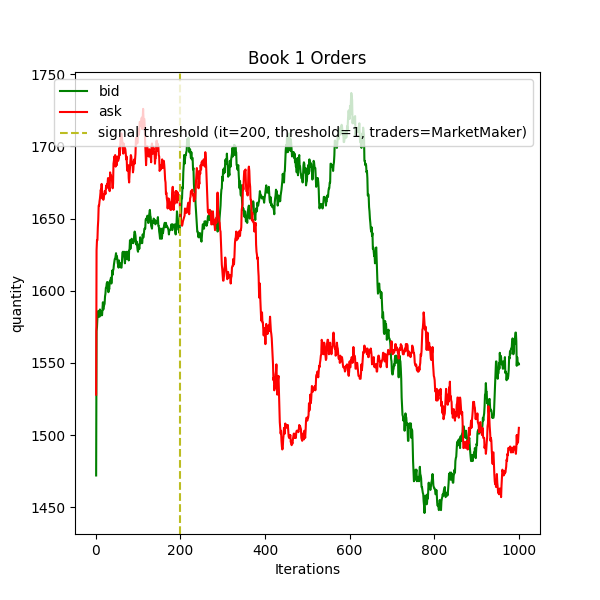 Book 1 Orders
bid
ask
signal threshold (it=200, threshold=1, traders=MarketMaker)
1750
1700
1650
1600
1550
1500
1450
quantity
0 200 400 600 800 1000
Iterations